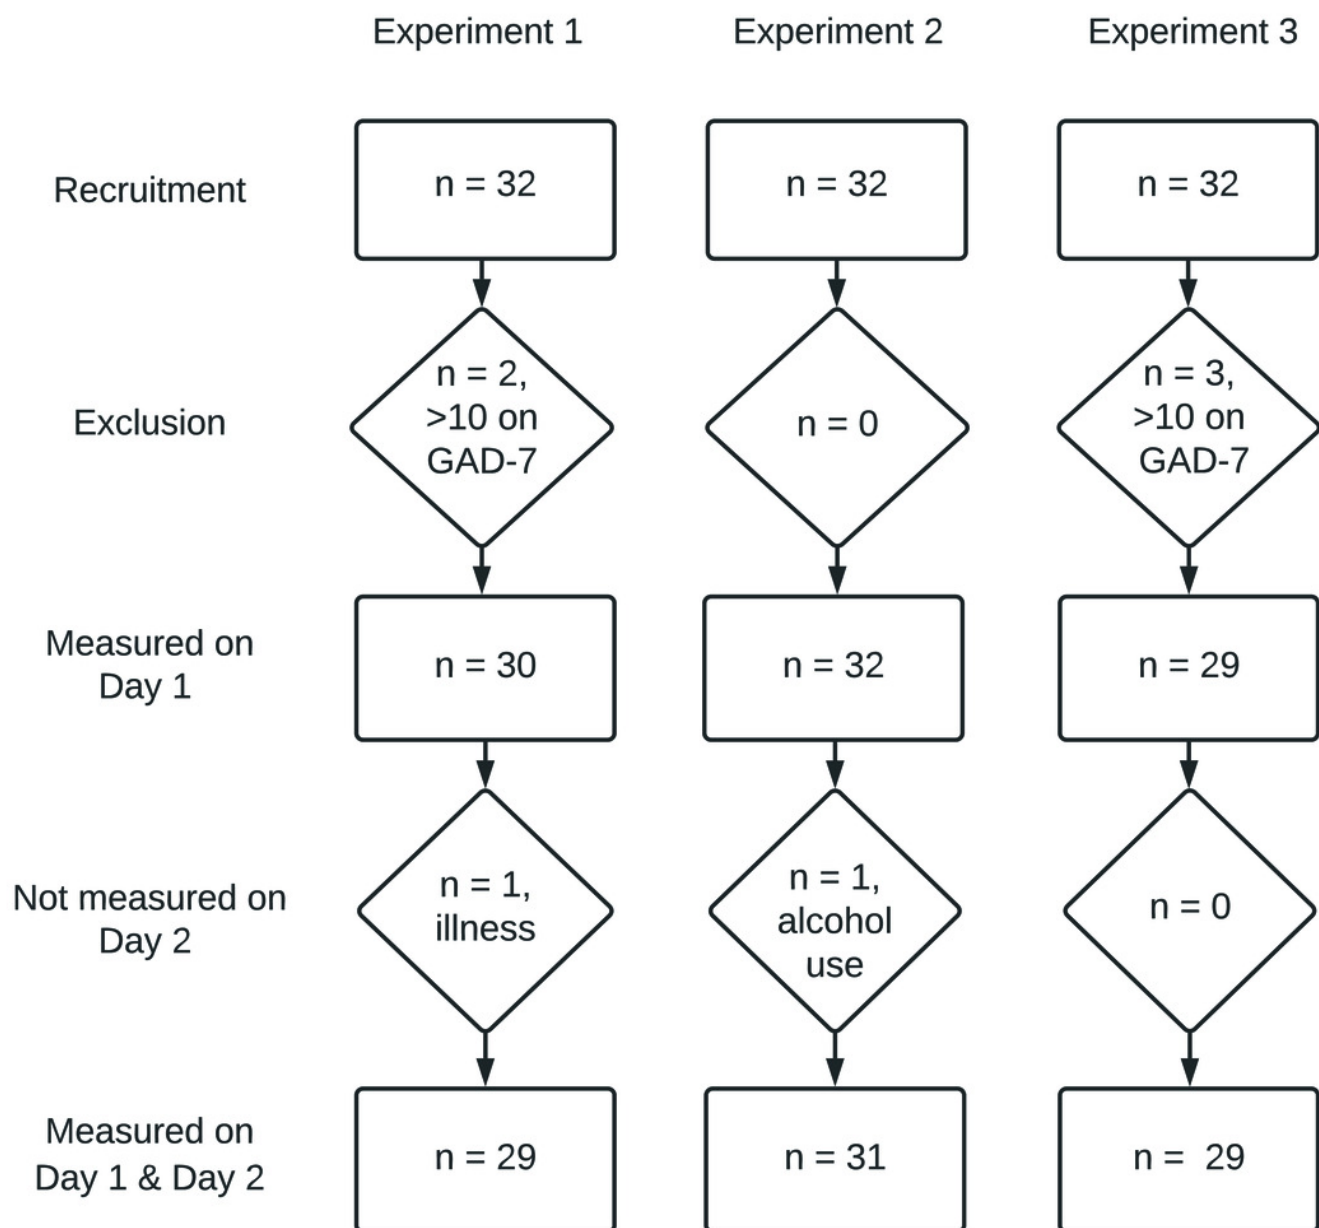 Experiment 1
Experiment 2
Experiment 3
Recruitment
n = 32
n = 32
n = 32
Exclusion
n = 2,
>10 on
GAD-7
n = 0
n = 3,
>10 on
GAD-7
Measured on
Day 1
n = 30
n = 32
n = 29
Not measured on
Day 2
n = 1,
illness
n = 1,
alcohol
use
n = 0
Measured on
Day 1 & Day 2
n = 29
n = 31
n =  29